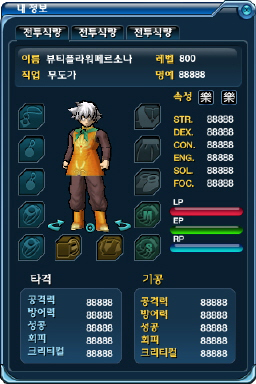 내 정보
전투식량 전투식량 전투식량
이름 뷰티플라워페르소나 레벨 800
직업 무도가 명예 88888
속성 樂 樂
STR. 88888
DEX. 88888
CON. 88888
ENG. 88888
SOL. 88888
FOC. 88888
LP
EP
RP
타격 기공
공격력 88888 공격력 88888
방어력 88888 방어력 88888
성공 88888 성공 88888
회피 88888 회피 88888
크리티컬 88888 크리티컬 88888